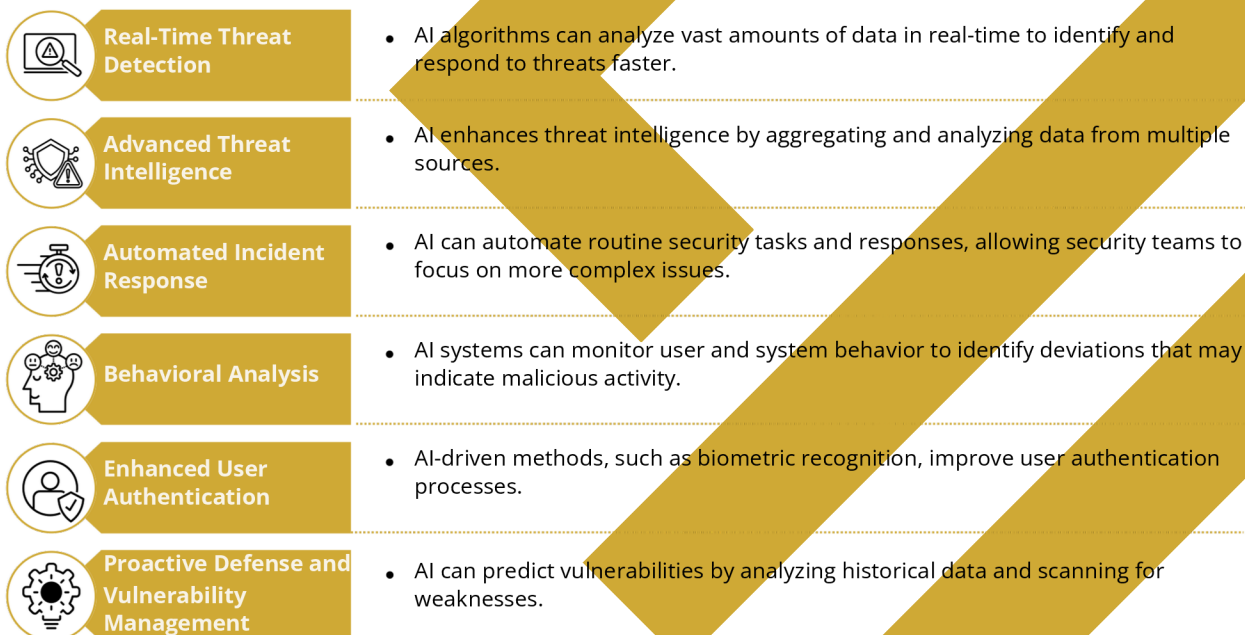 Real-Time Threat
Detection
• AI algorithms can analyze vast amounts of data in real-time to identify and
respond to threats faster.
Advanced Threat
Intelligence
• AI enhances threat intelligence by aggregating and analyzing data from multiple
sources.
Automated Incident
Response
• AI can automate routine security tasks and responses, allowing security teams to
focus on more complex issues.
Behavioral Analysis
• AI systems can monitor user and system behavior to identify deviations that may
indicate malicious activity.
Enhanced User
Authentication
• AI-driven methods, such as biometric recognition, improve user authentication
processes.
Proactive Defense and
Vulnerability
Management
• AI can predict vulnerabilities by analyzing historical data and scanning for
weaknesses.